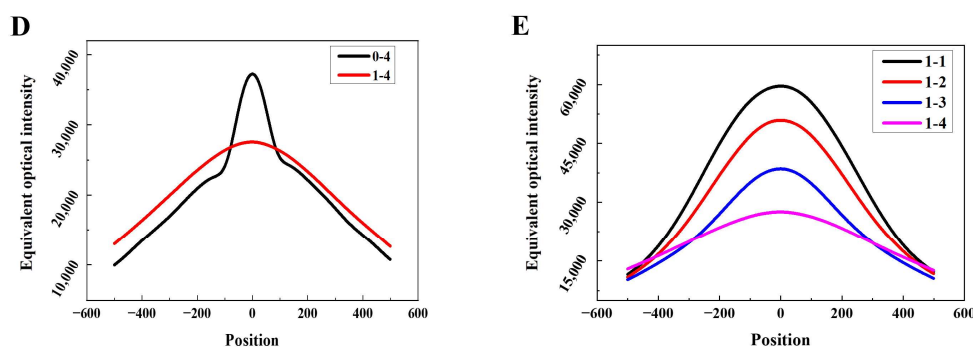 D
0-4
1-4
Equivalent optical intensity
40,000
30,000
20,000
10,000
−600 −400 −200 0 200 400 600
Position
E
1-1
1-2
1-3
1-4
Equivalent optical intensity
60,000
45,000
30,000
15,000
−600 −400 −200 0 200 400 600
Position